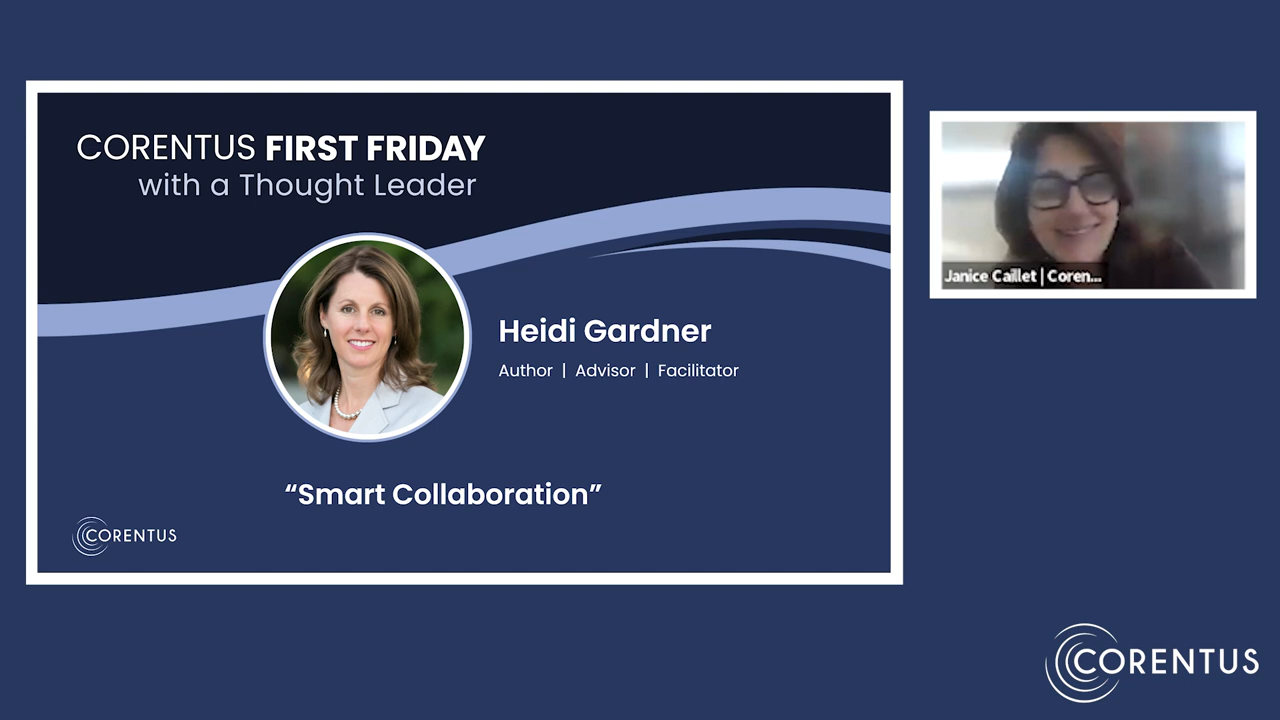 CORENTUS FIRST FRIDAY
with a Thought Leader
Heidi Gardner
Author | Advisor | Facilitator
“Smart Collaboration”
CORENTUS
Janice Caillet | Coren...
CORENTUS